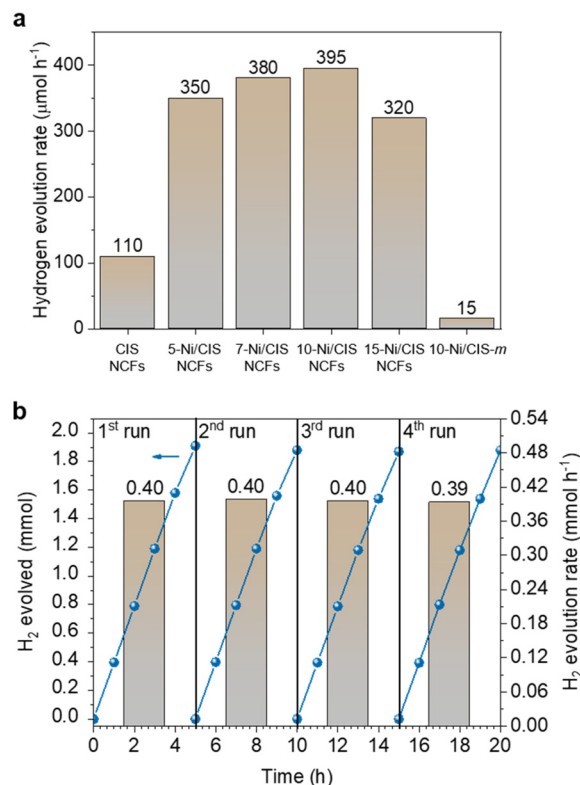 a
Hydrogen evolution rate (μmol h⁻¹)
400
300
200
100
0
110
350
380
395
320
15
CIS NCFs
5-Ni/CIS NCFs
7-Ni/CIS NCFs
10-Ni/CIS NCFs
15-Ni/CIS NCFs
10-Ni/CIS-m
b
1st run
2nd run
3rd run
4th run
H₂ evolved (mmol)
2.0
1.8
1.6
1.4
1.2
1.0
0.8
0.6
0.4
0.2
0.0
0.40
0.40
0.40
0.39
0.54
0.48
0.42
0.36
0.30
0.24
0.18
0.12
0.06
0.00
H₂ evolution rate (mmol h⁻¹)
0 2 4 6 8 10 12 14 16 18 20
Time (h)